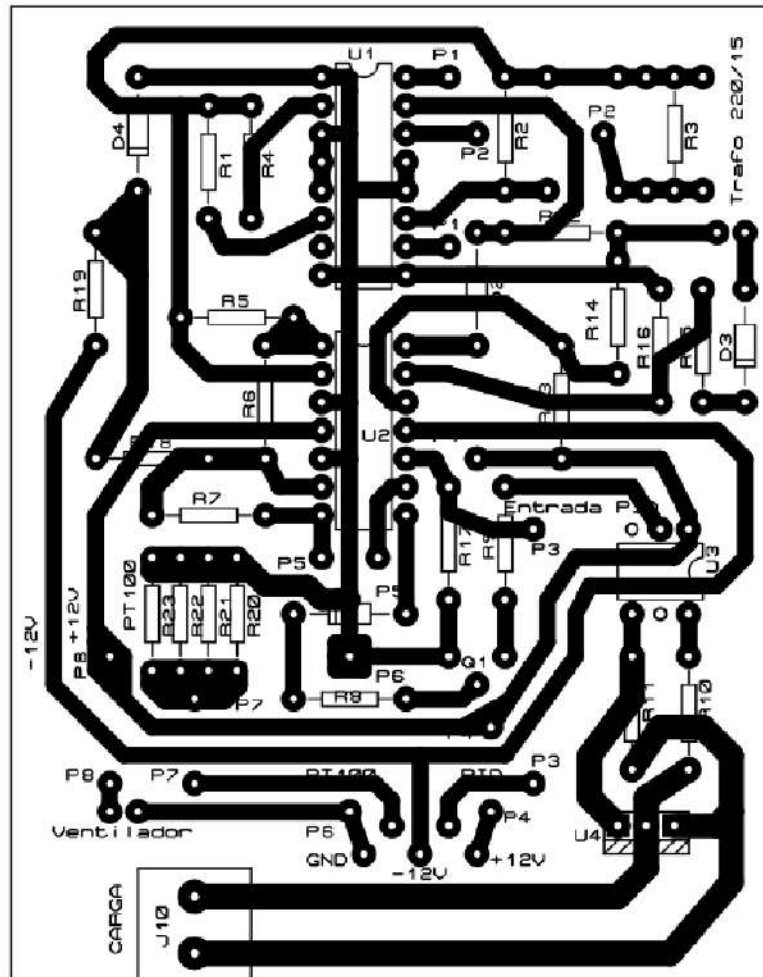 U1
P1
Trafo 220/15
D4
R1
R4
P2
R2
P2
R3
R19
R5
R14
R16
D3
R6
U2
R7
Entrada
P5
R17
P3
U3
PT100
R23
R22
R21
R20
P5
-12V
P8
+12V
P6
Q1
P7
R8
R11
R10
P8
P7
PT100
PID
P3
Ventilador
P6
P4
U4
GND
-12V
+12V
CARGA
J10